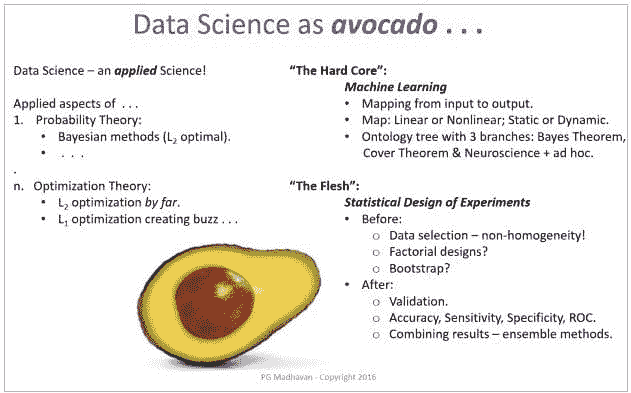 Data Science as avocado . . .
Data Science – an applied Science!
Applied aspects of . . .
1. Probability Theory:
• Bayesian methods (L2 optimal).
• . . .
.
n. Optimization Theory:
• L2 optimization by far.
• L1 optimization creating buzz . . .
“The Hard Core”:
Machine Learning
• Mapping from input to output.
• Map: Linear or Nonlinear; Static or Dynamic.
• Ontology tree with 3 branches: Bayes Theorem,
Cover Theorem & Neuroscience + ad hoc.
“The Flesh”:
Statistical Design of Experiments
• Before:
o Data selection – non-homogeneity!
o Factorial designs?
o Bootstrap?
• After:
o Validation.
o Accuracy, Sensitivity, Specificity, ROC.
o Combining results – ensemble methods.
PG Madhavan - Copyright 2016